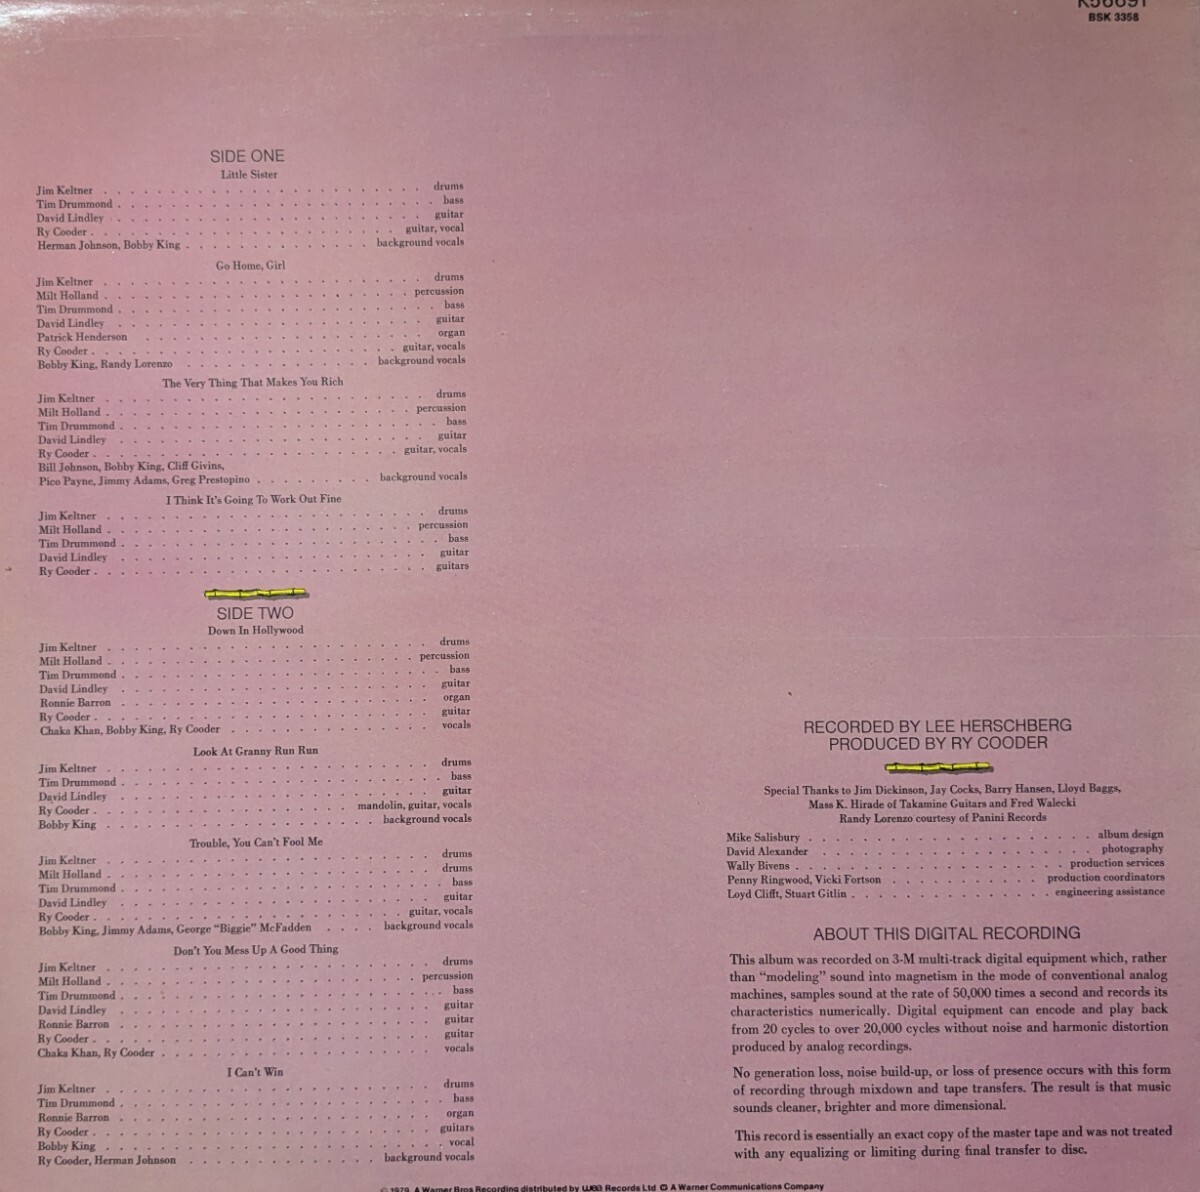 BSK 3358
SIDE ONE
Little Sister
Jim Keltner . . . . . drums
Tim Drummond . . . . . bass
David Lindley . . . . . guitar
Ry Cooder . . . . . guitar, vocal
Herman Johnson, Bobby King . . . . . background vocals
Go Home, Girl
Jim Keltner . . . . . drums
Milt Holland . . . . . percussion
Tim Drummond . . . . . bass
David Lindley . . . . . guitar
Patrick Henderson . . . . . organ
Ry Cooder . . . . . guitar, vocals
Bobby King, Randy Lorenzo . . . . . background vocals
The Very Thing That Makes You Rich
Jim Keltner . . . . . drums
Milt Holland . . . . . percussion
Tim Drummond . . . . . bass
David Lindley . . . . . guitar
Ry Cooder . . . . . guitar, vocals
Bill Johnson, Bobby King, Cliff Givins,
Pico Payne, Jimmy Adams, Greg Prestopino . . . . . background vocals
I Think It's Going To Work Out Fine
Jim Keltner . . . . . drums
Milt Holland . . . . . percussion
Tim Drummond . . . . . bass
David Lindley . . . . . guitar
Ry Cooder . . . . . guitars
SIDE TWO
Down In Hollywood
Jim Keltner . . . . . drums
Milt Holland . . . . . percussion
Tim Drummond . . . . . bass
David Lindley . . . . . guitar
Ronnie Barron . . . . . organ
Ry Cooder . . . . . guitar
Chaka Khan, Bobby King, Ry Cooder . . . . . vocals
Look At Granny Run Run
Jim Keltner . . . . . drums
Tim Drummond . . . . . bass
David Lindley . . . . . guitar
Ry Cooder . . . . . mandolin, guitar, vocals
Bobby King . . . . . background vocals
Trouble, You Can't Fool Me
Jim Keltner . . . . . drums
Milt Holland . . . . . drums
Tim Drummond . . . . . bass
David Lindley . . . . . guitar
Ry Cooder . . . . . guitar, vocals
Bobby King, Jimmy Adams, George "Biggie" McFadden . . . . background vocals
Don't You Mess Up A Good Thing
Jim Keltner . . . . . drums
Milt Holland . . . . . percussion
Tim Drummond . . . . . bass
David Lindley . . . . . guitar
Ronnie Barron . . . . . guitar
Ry Cooder . . . . . guitar
Chaka Khan, Ry Cooder . . . . . vocals
I Can't Win
Jim Keltner . . . . . drums
Tim Drummond . . . . . bass
Ronnie Barron . . . . . organ
Ry Cooder . . . . . guitars
Bobby King . . . . . vocal
Ry Cooder, Herman Johnson . . . . . background vocals
RECORDED BY LEE HERSCHBERG
PRODUCED BY RY COODER
Special Thanks to Jim Dickinson, Jay Cocks, Barry Hansen, Lloyd Baggs,
Mass K. Hirade of Takamine Guitars and Fred Walecki
Randy Lorenzo courtesy of Panini Records
Mike Salisbury . . . . . album design
David Alexander . . . . . photography
Wally Bivens . . . . . production services
Penny Ringwood, Vicki Fortson . . . . . production coordinators
Loyd Clifft, Stuart Gitlin . . . . . engineering assistance
ABOUT THIS DIGITAL RECORDING
This album was recorded on 3-M multi-track digital equipment which, rather
than "modeling" sound into magnetism in the mode of conventional analog
machines, samples sound at the rate of 50,000 times a second and records its
characteristics numerically. Digital equipment can encode and play back
from 20 cycles to over 20,000 cycles without noise and harmonic distortion
produced by analog recordings.
No generation loss, noise build-up, or loss of presence occurs with this form
of recording through mixdown and tape transfers. The result is that music
sounds cleaner, brighter and more dimensional.
This record is essentially an exact copy of the master tape and was not treated
with any equalizing or limiting during final transfer to disc.
© 1979 A Warner Bros Recording distributed by wea Records Ltd A Warner Communications Company